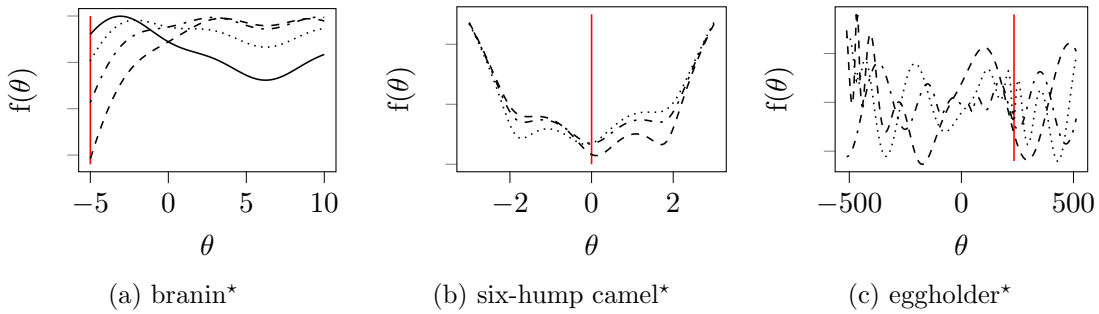 f(θ)
−5 0 5 10
θ
(a) branin⋆
f(θ)
−2 0 2
θ
(b) six-hump camel⋆
f(θ)
−500 0 500
θ
(c) eggholder⋆